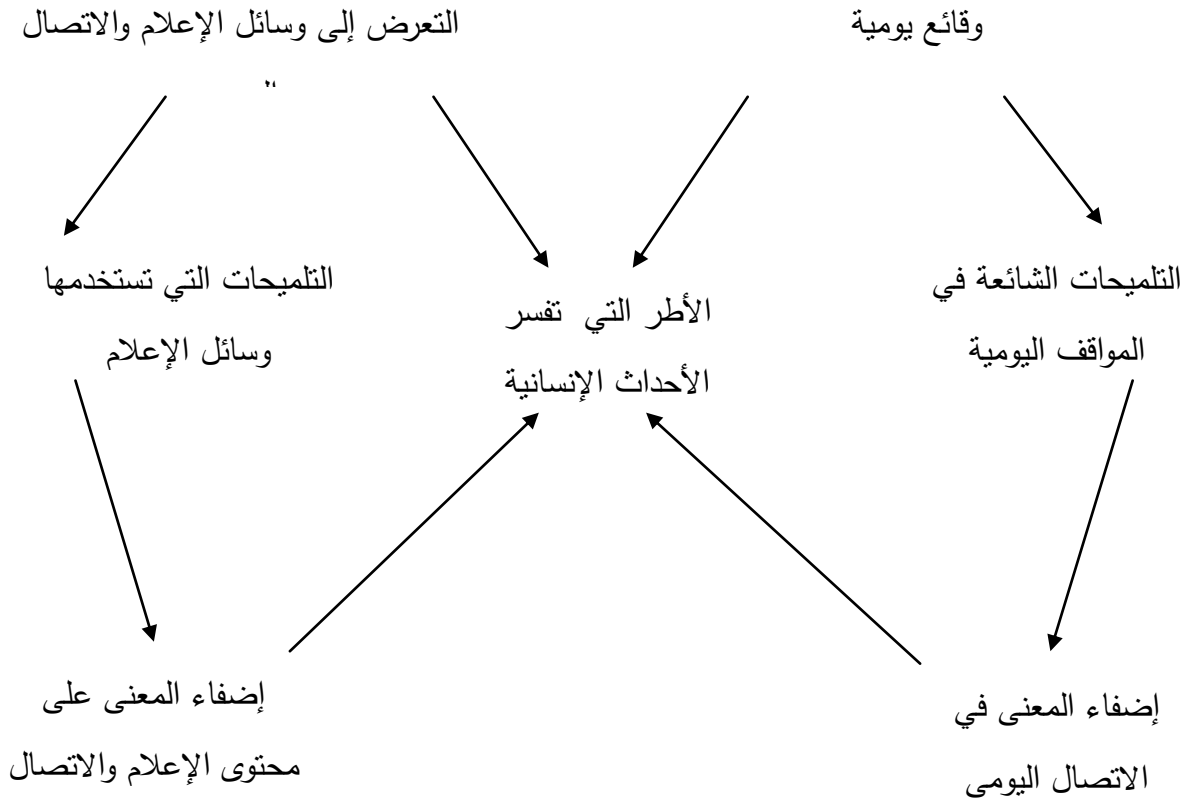 وقائع يومية
التعرض إلى وسائل الإعلام والاتصال
التلميحات الشائعة في
المواقف اليومية
الأطر التي تفسر
الأحداث الإنسانية
التلميحات التي تستخدمها
وسائل الإعلام
إضفاء المعنى في
الاتصال اليومي
إضفاء المعنى على
محتوى الإعلام والاتصال